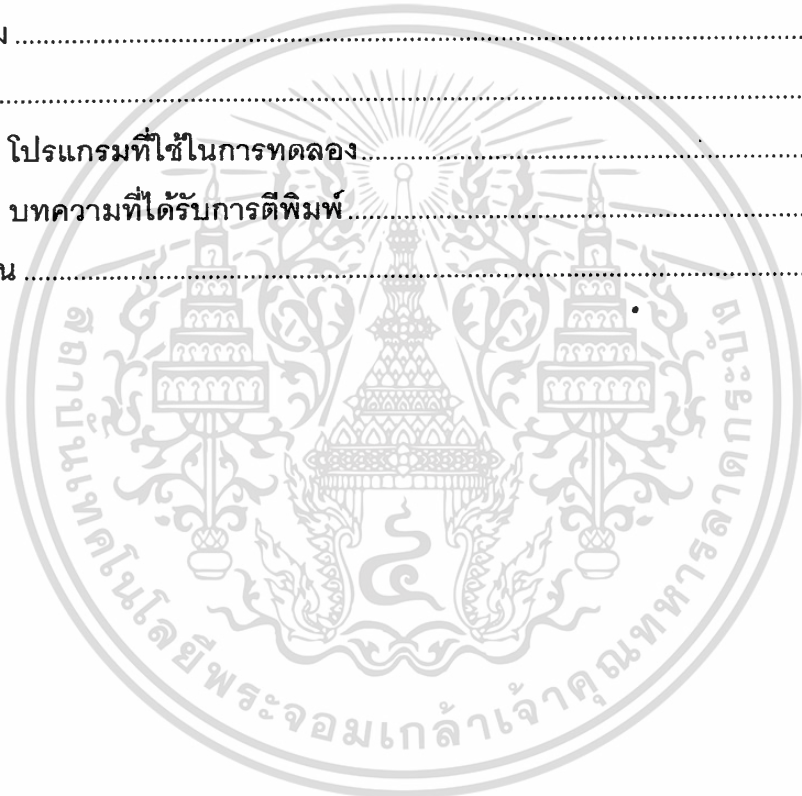 ม ........................................................................
........................................................................
โปรแกรมที่ใช้ในการทดลอง........................................................................
บทความที่ได้รับการตีพิมพ์........................................................................
น ........................................................................
สถาบันเทคโนโลยีพระจอมเกล้าเจ้าคุณทหารลาดกระบัง